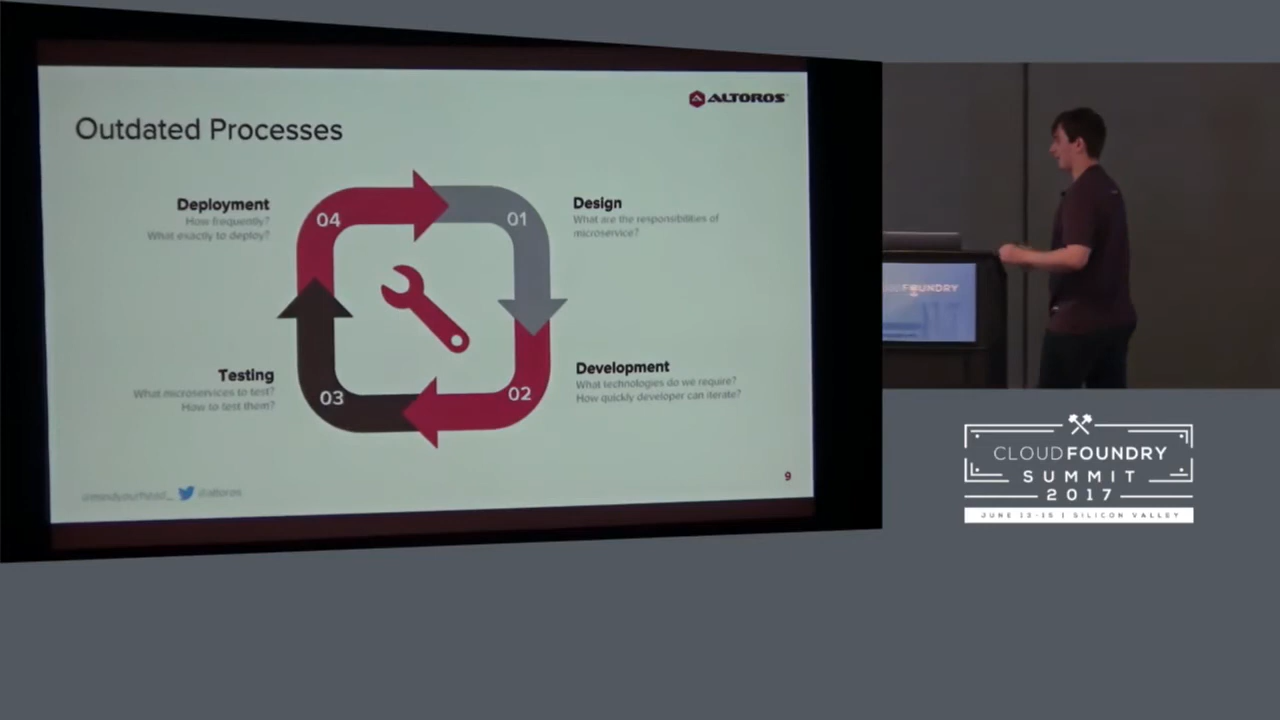 ALTOROS
Outdated Processes
Deployment
How frequently?
What exactly to deploy?
04
01
Design
What are the responsibilities of
microservice?
Testing
What microservices to test?
How to test them?
03
02
Development
What technologies do we require?
How quickly developer can iterate?
@mindyourhead_ @altoros
9
FOUNDRY
CLOUDFOUNDRY
SUMMIT
2017
JUNE 13-15 | SILICON VALLEY